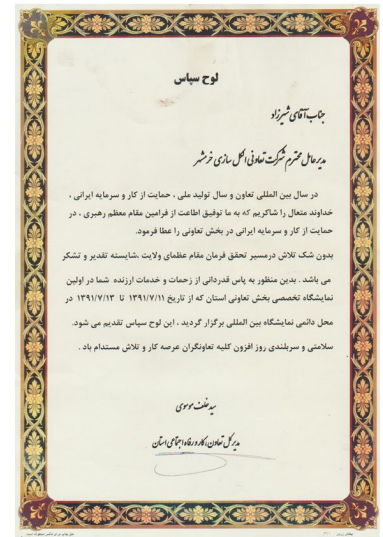 لوح سپاس
جناب آقای شیرزاد
مدیرعامل محترم شرکت تعاونی الکل سازی خرمشهر
در سال بین المللی تعاون و سال تولید ملی ، حمایت از کار و سرمایه ایرانی ،
خداوند متعال را شاکریم که به ما توفیق اطاعت از فرامین مقام معظم رهبری ، در
حمایت از کار و سرمایه ایرانی در بخش تعاونی را عطا فرمود.
بدون شک تلاش درمسیر تحقق فرمان مقام عظمای ولایت ،شایسته تقدیر و تشکر
می باشد . بدین منظور به پاس قدردانی از زحمات و خدمات ارزنده شما در اولین
نمایشگاه تخصصی بخش تعاونی استان که از تاریخ ۱۳۹۱/۷/۱۱ تا ۱۳۹۱/۷/۱۳ در
محل دائمی نمایشگاه بین المللی برگزار گردید ، این لوح سپاس تقدیم می شود.
سلامتی و سربلندی روز افزون کلیه تعاونگران عرصه کار و تلاش مستدام باد .
سید خلف موسوی
مدیرکل تعاون ، کار و رفاه اجتماعی استان